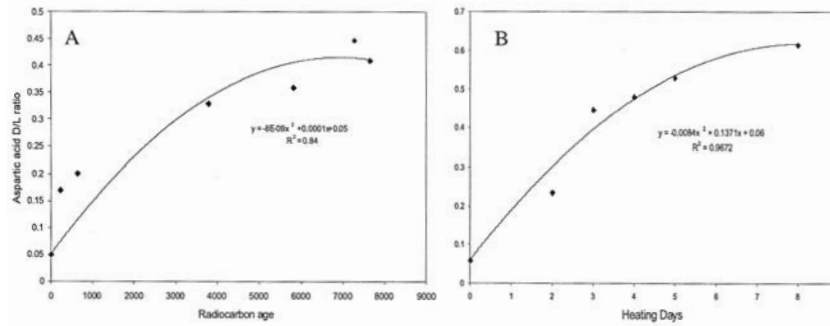 A
Aspartic acid D/L ratio
0.5
0.45
0.4
0.35
0.3
0.25
0.2
0.15
0.1
0.05
0
y = -8E-09x² + 0.0001x+0.05
R² = 0.84
0 1000 2000 3000 4000 5000 6000 7000 8000 9000
Radiocarbon age
B
0.7
0.6
0.5
0.4
0.3
0.2
0.1
0
y = -0.0084x² + 0.1371x + 0.06
R² = 0.9672
0 1 2 3 4 5 6 7 8
Heating Days